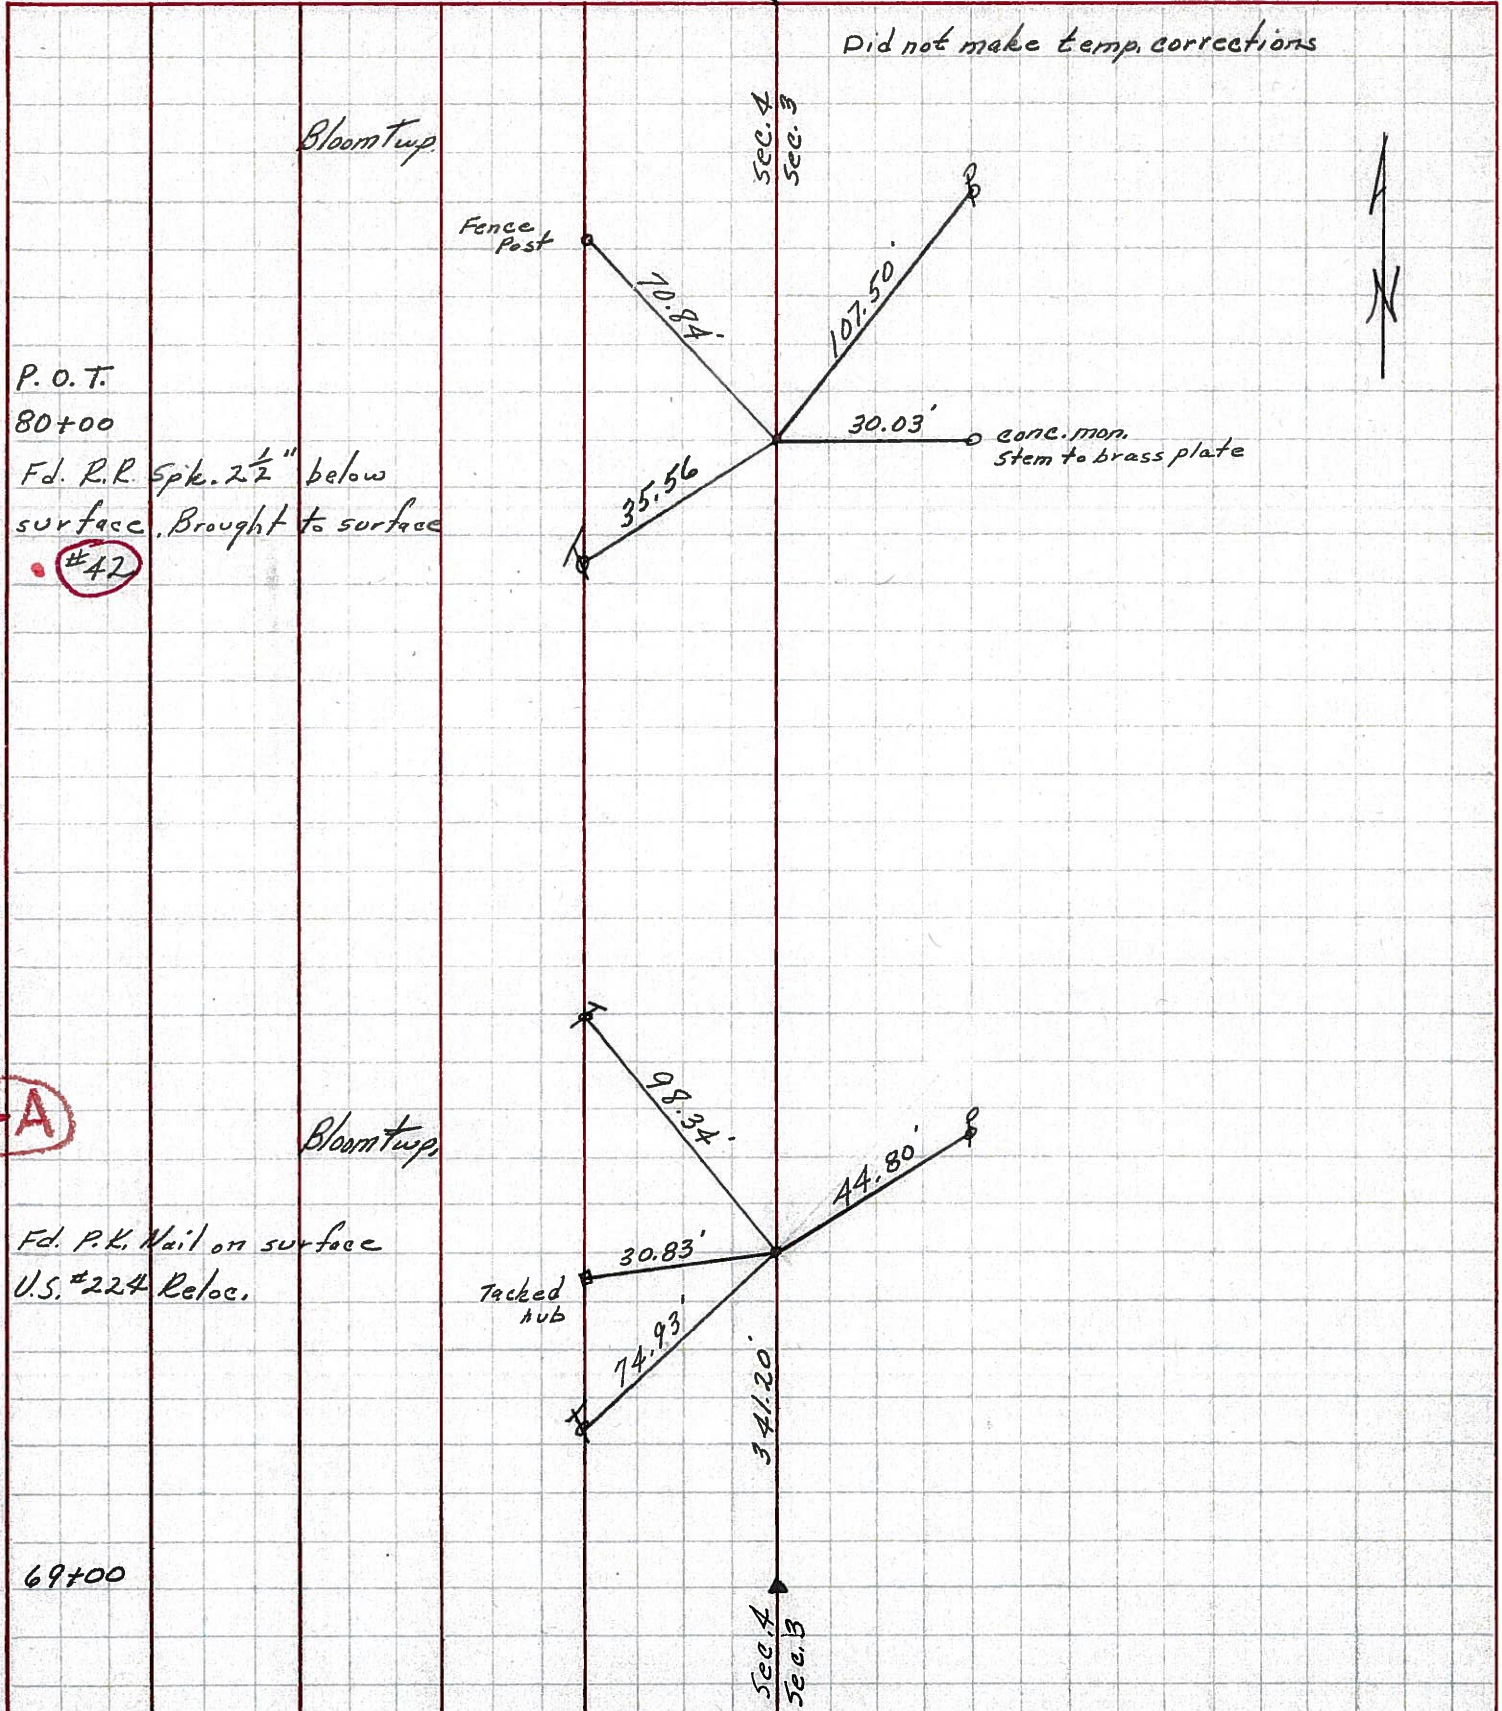 Did not make temp. corrections
Sec. 4
Sec. 3
Bloom Twp.
Fence
Post
70.84'
107.50'
N
P.O.T.
80+00
30.03'
conc. mon.
Stem to brass plate
Fd. R.R. Spk. 2 1/2" below
surface. Brought to surface
35.56
#42
A
98.34'
Bloom Twp.
44.80'
Fd. P.K. Nail on surface
U.S. #224 Reloc.
30.83'
Tacked
hub
74.93'
341.20'
69+00
Sec. 4
Sec. 3